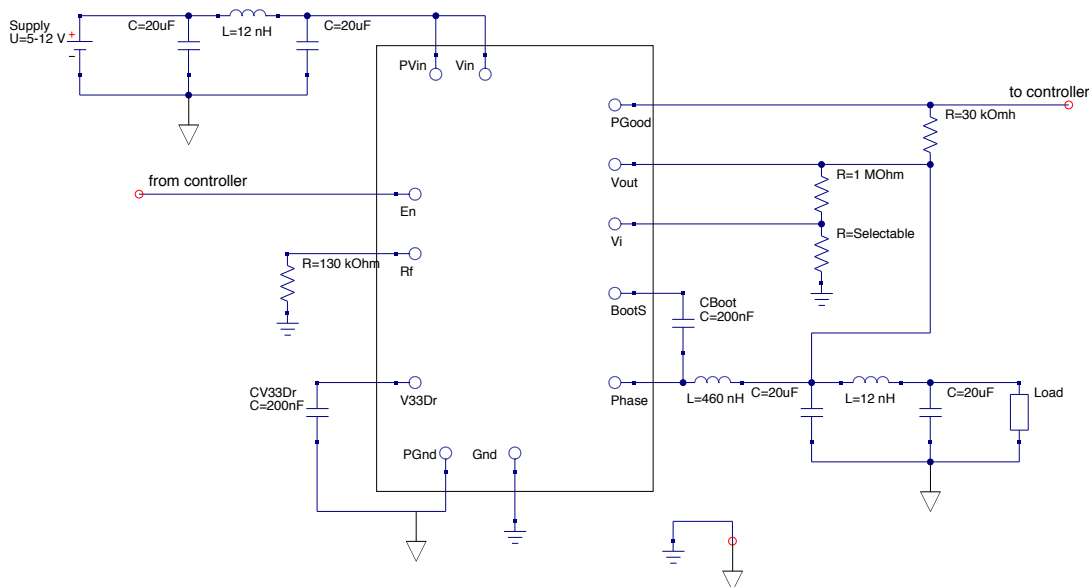 Supply
U=5-12 V
C=20uF
L=12 nH
C=20uF
PVin
Vin
to controller
PGood
R=30 kOmh
Vout
R=1 MOhm
from controller
En
Vi
R=Selectable
R=130 kOhm
Rf
BootS
CBoot
C=200nF
CV33Dr
C=200nF
V33Dr
Phase
L=460 nH
C=20uF
L=12 nH
C=20uF
Load
PGnd
Gnd